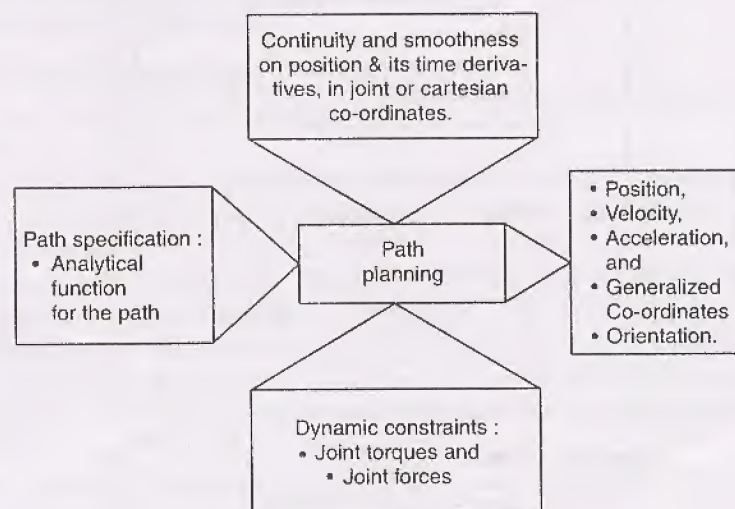 Continuity and smoothness
on position & its time deriva-
tives, in joint or cartesian
co-ordinates.
Path specification :
• Analytical
function
for the path
Path
planning
• Position,
• Velocity,
• Acceleration,
and
• Generalized
Co-ordinates
• Orientation.
Dynamic constraints :
• Joint torques and
• Joint forces